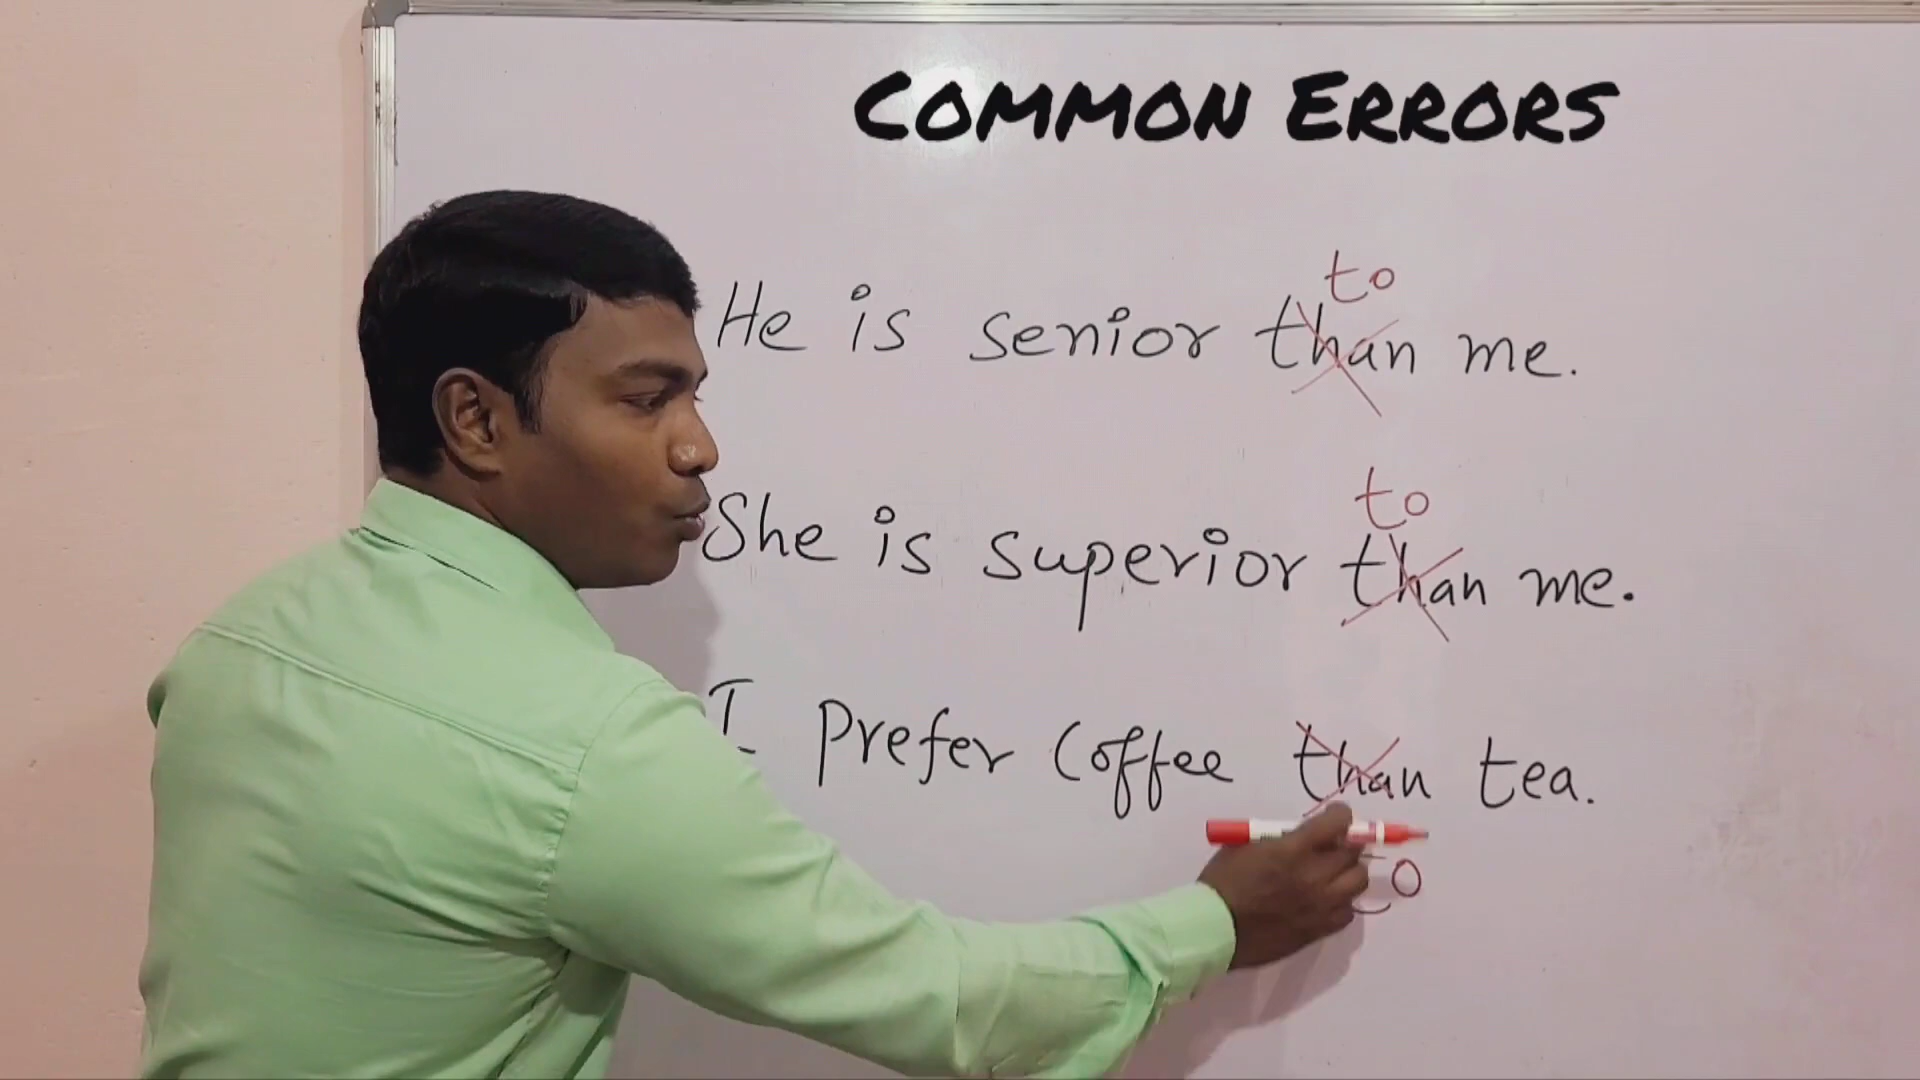 COMMON ERRORS
to
He is senior than me.
to
She is superior than me.
I prefer Coffee than tea.
to